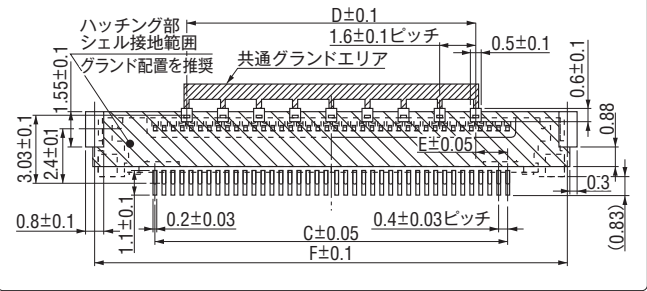 D±0.1
ハッチング部
シェル接地範囲
グランド配置を推奨
1.6±0.1ピッチ
共通グランドエリア
0.5±0.1
0.6±0.1
1.55±0.1
3.03±0.1
2.4±0.1
0.88
E±0.05
0.3
(0.83)
0.8±0.1
1.1±0.1
0.2±0.03
0.4±0.03ピッチ
C±0.05
F±0.1